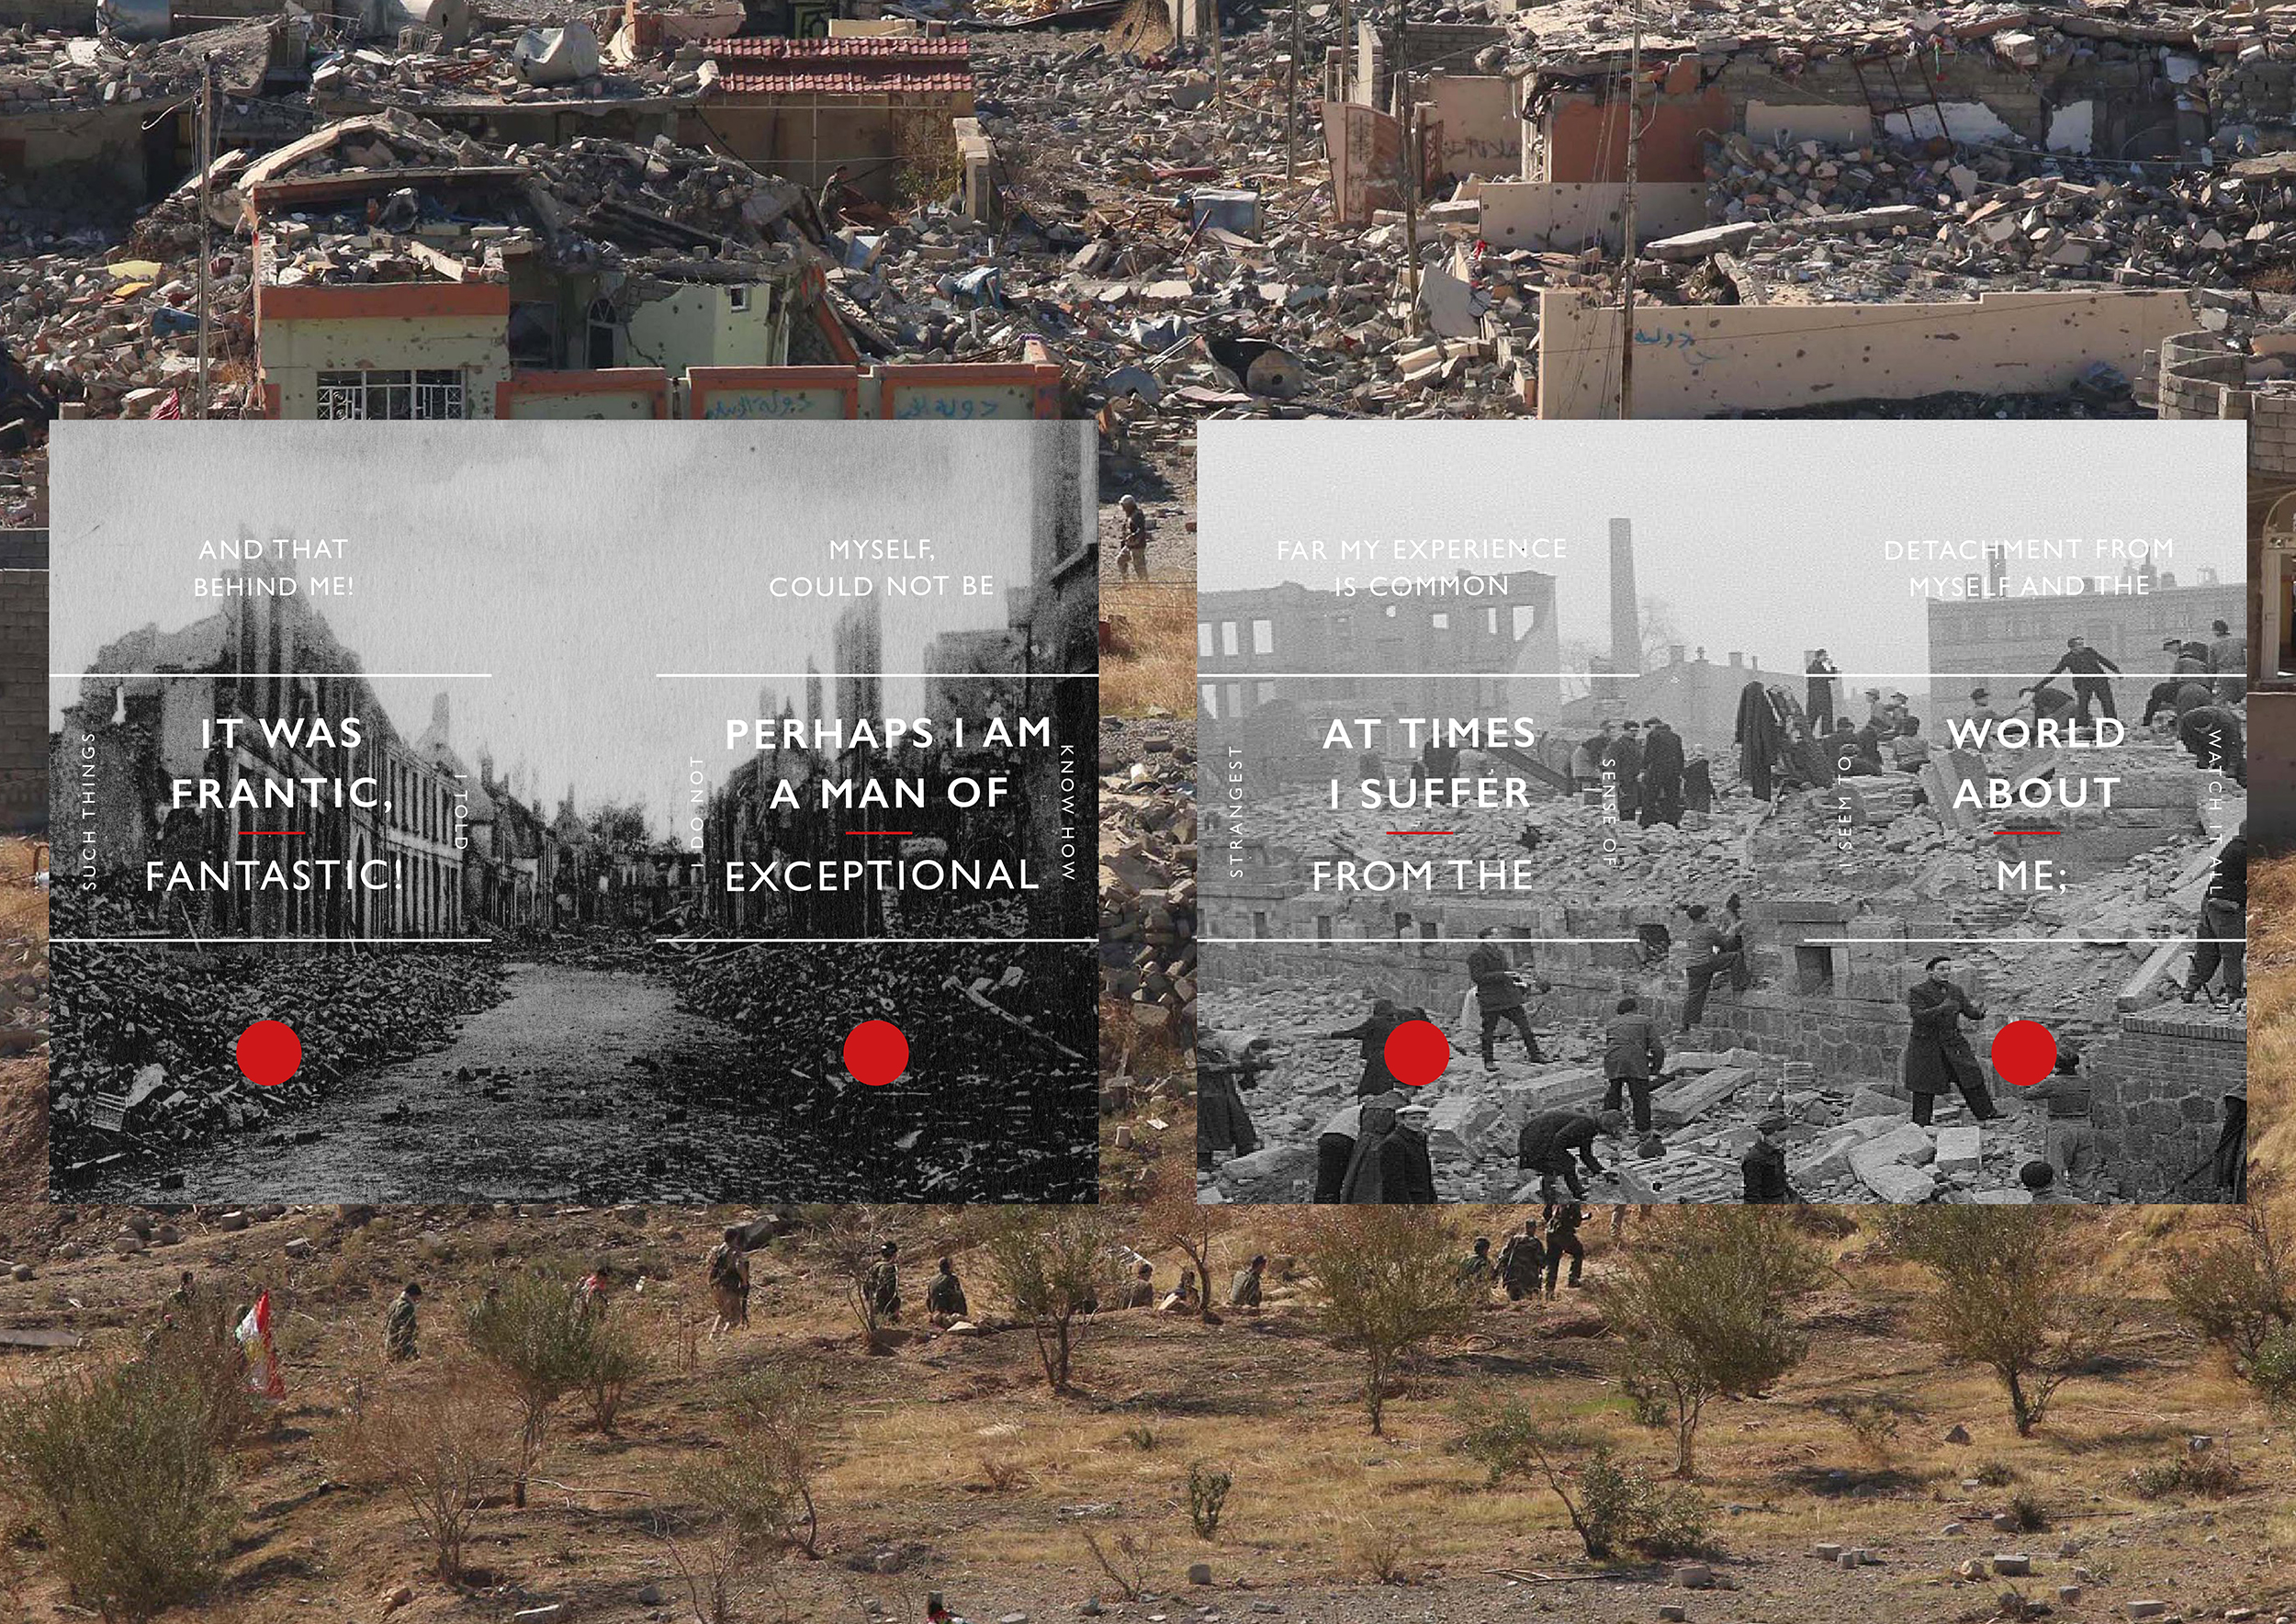 AND THAT
BEHIND ME!
IT WAS
FRANTIC,
FANTASTIC!
SUCH THINGS
I TOLD
MYSELF,
COULD NOT BE
PERHAPS I AM
A MAN OF
EXCEPTIONAL
I DO NOT
KNOW HOW
FAR MY EXPERIENCE
IS COMMON
AT TIMES
I SUFFER
FROM THE
STRANGEST
SENSE OF
DETACHMENT FROM
MYSELF AND THE
WORLD
ABOUT
ME;
I SEEM TO
WATCH IT ALL